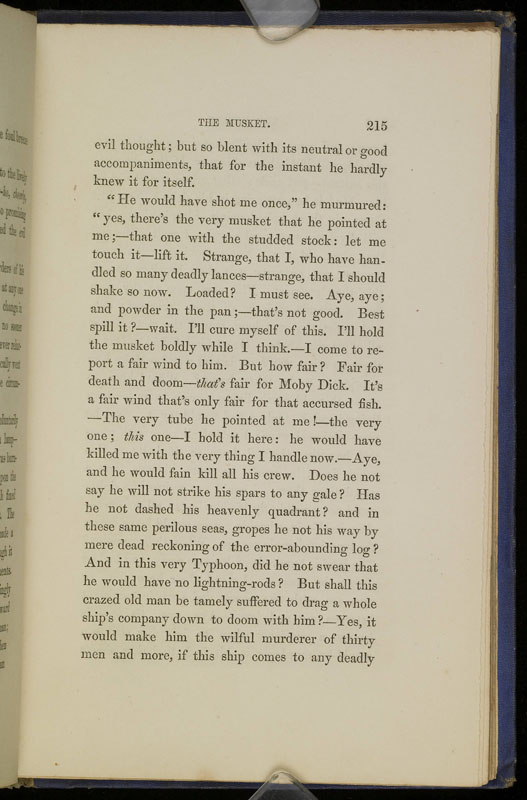 THE MUSKET. 215
evil thought; but so blent with its neutral or good
accompaniments, that for the instant he hardly
knew it for itself.
“He would have shot me once,” he murmured:
“yes, there’s the very musket that he pointed at
me;—that one with the studded stock: let me
touch it—lift it. Strange, that I, who have han-
dled so many deadly lances—strange, that I should
shake so now. Loaded? I must see. Aye, aye;
and powder in the pan;—that’s not good. Best
spill it?—wait. I’ll cure myself of this. I’ll hold
the musket boldly while I think.—I come to re-
port a fair wind to him. But how fair? Fair for
death and doom—that’s fair for Moby Dick. It’s
a fair wind that’s only fair for that accursed fish.
—The very tube he pointed at me!—the very
one; this one—I hold it here: he would have
killed me with the very thing I handle now.—Aye,
and he would fain kill all his crew. Does he not
say he will not strike his spars to any gale? Has
he not dashed his heavenly quadrant? and in
these same perilous seas, gropes he not his way by
mere dead reckoning of the error-abounding log?
And in this very Typhoon, did he not swear that
he would have no lightning-rods? But shall this
crazed old man be tamely suffered to drag a whole
ship’s company down to doom with him?—Yes, it
would make him the wilful murderer of thirty
men and more, if this ship comes to any deadly